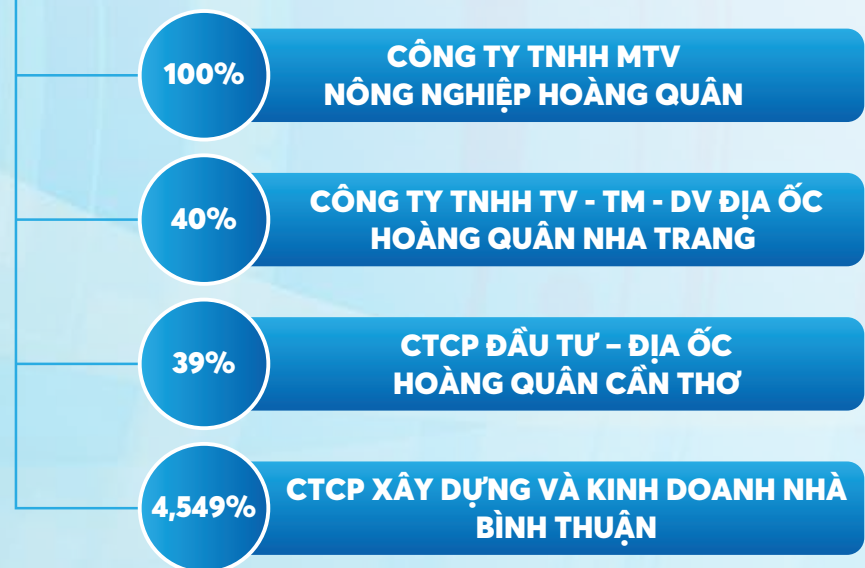 100%
CÔNG TY TNHH MTV
NÔNG NGHIỆP HOÀNG QUÂN
40%
CÔNG TY TNHH TV - TM - DV ĐỊA ỐC
HOÀNG QUÂN NHA TRANG
39%
CTCP ĐẦU TƯ – ĐỊA ỐC
HOÀNG QUÂN CẦN THƠ
4,549%
CTCP XÂY DỰNG VÀ KINH DOANH NHÀ
BÌNH THUẬN